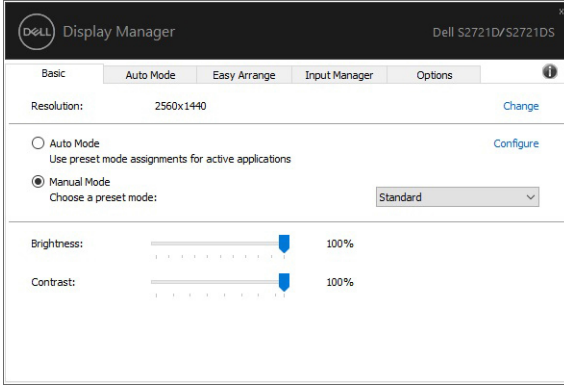 DELL Display Manager Dell S2721D/S2721DS
x
Basic Auto Mode Easy Arrange Input Manager Options i
Resolution: 2560x1440 Change
Auto Mode Configure
Use preset mode assignments for active applications
Manual Mode
Choose a preset mode: Standard
Brightness: 100%
Contrast: 100%